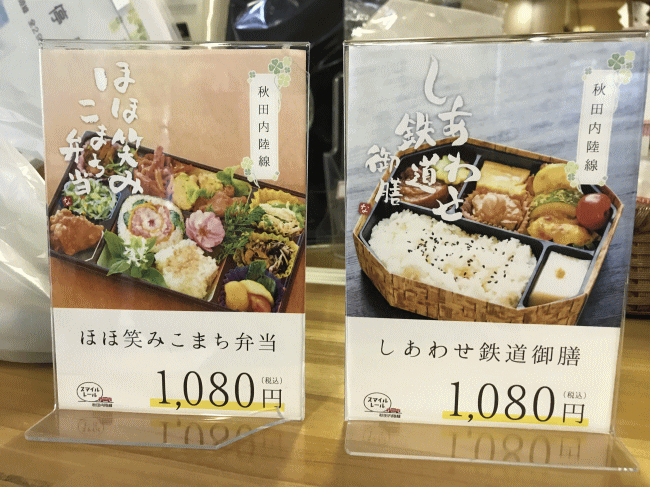 ほほ笑み
こまち
弁当
秋田内陸線
ほほ笑みこまち弁当
1,080円
(税込)
スマイル
レール
しあわせ
鉄道
御膳
秋田内陸線
しあわせ鉄道御膳
1,080円
(税込)
スマイル
レール